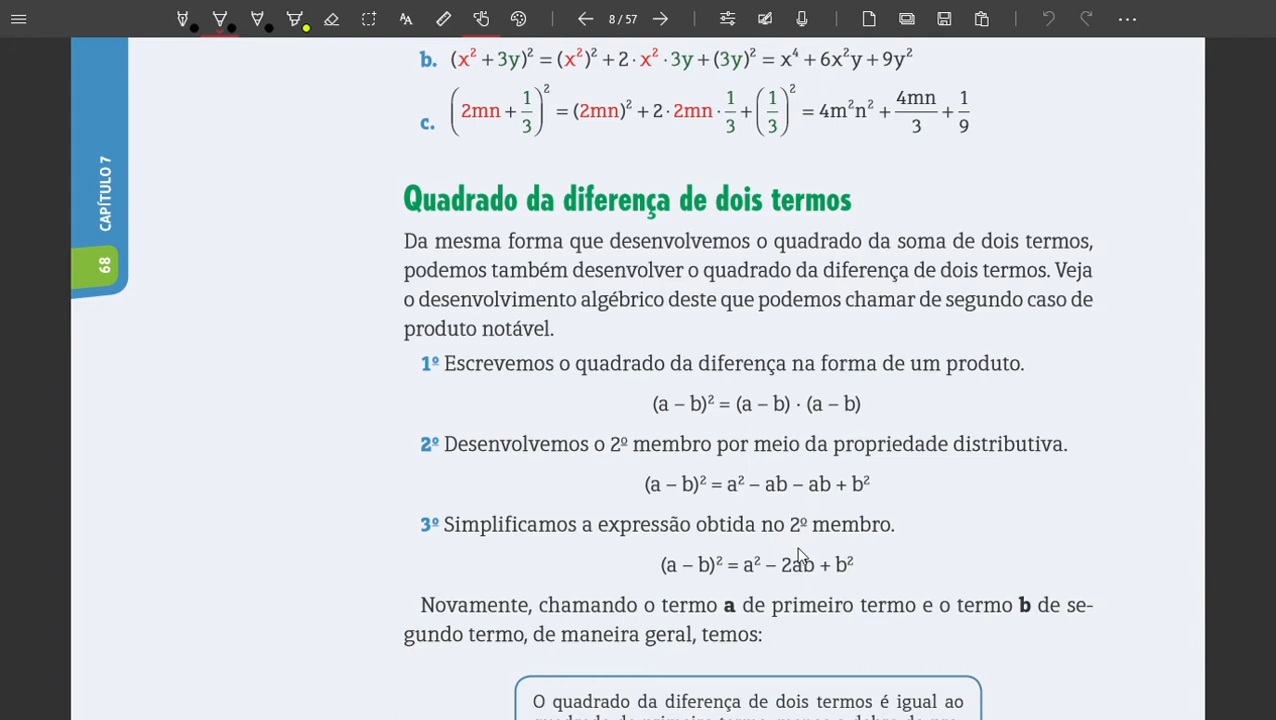 8 / 57
b. (x² + 3y)² = (x²)² + 2 · x² · 3y + (3y)² = x⁴ + 6x²y + 9y²
c. (2mn + 1/3)² = (2mn)² + 2 · 2mn · 1/3 + (1/3)² = 4m²n² + 4mn/3 + 1/9
CAPÍTULO 7
68
Quadrado da diferença de dois termos
Da mesma forma que desenvolvemos o quadrado da soma de dois termos,
podemos também desenvolver o quadrado da diferença de dois termos. Veja
o desenvolvimento algébrico deste que podemos chamar de segundo caso de
produto notável.
1º Escrevemos o quadrado da diferença na forma de um produto.
(a – b)² = (a – b) · (a – b)
2º Desenvolvemos o 2º membro por meio da propriedade distributiva.
(a – b)² = a² – ab – ab + b²
3º Simplificamos a expressão obtida no 2º membro.
(a – b)² = a² – 2ab + b²
Novamente, chamando o termo a de primeiro termo e o termo b de se-
gundo termo, de maneira geral, temos:
O quadrado da diferença de dois termos é igual ao